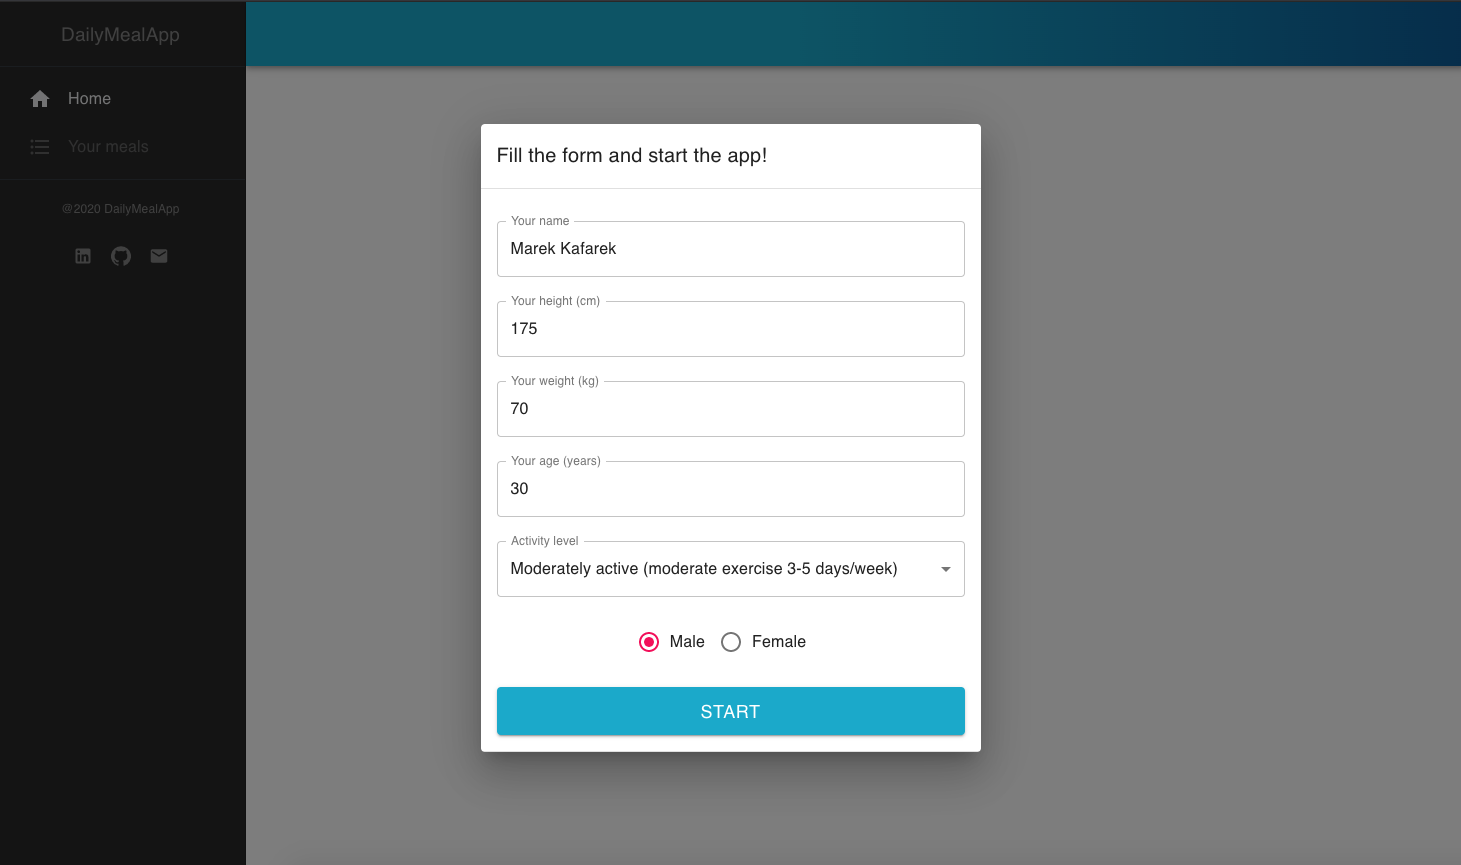 DailyMealApp
Home
Your meals
@2020 DailyMealApp
Fill the form and start the app!
Your name
Marek Kafarek
Your height (cm)
175
Your weight (kg)
70
Your age (years)
30
Activity level
Moderately active (moderate exercise 3-5 days/week)
Male Female
START